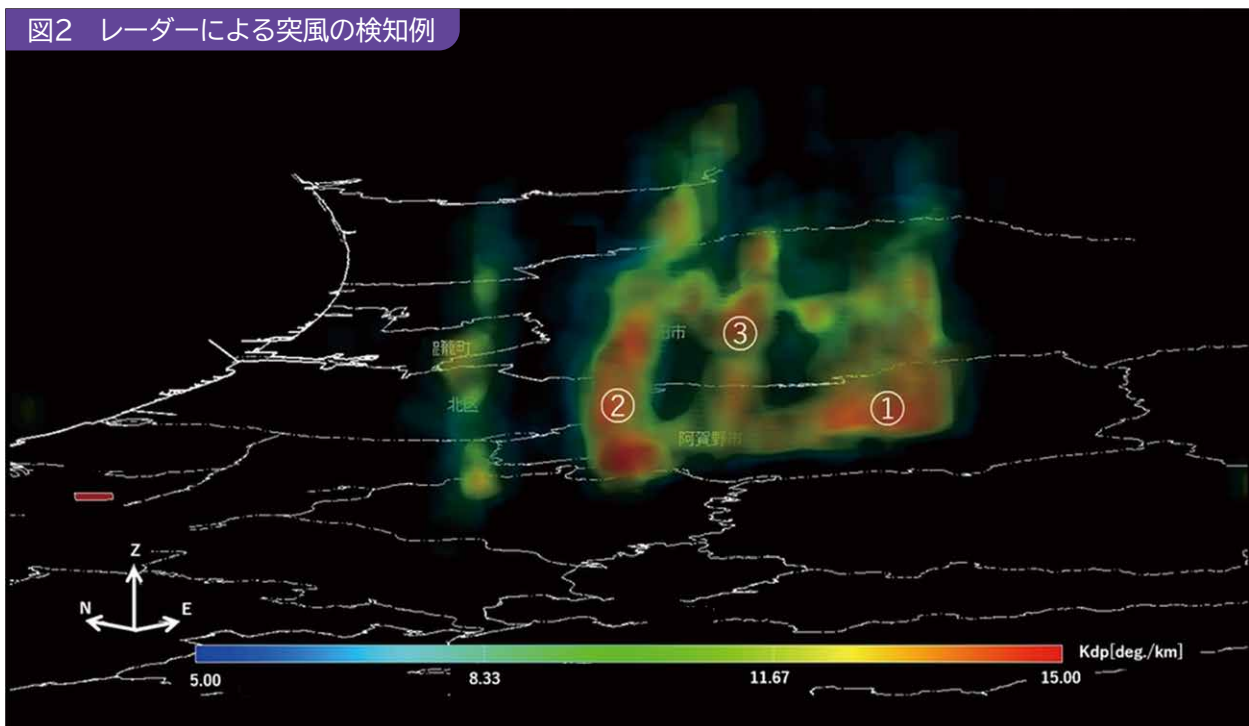 図2 レーダーによる突風の検知例
③
②
①
北区
阿賀野市
Z
N
E
Kdp[deg./km]
5.00
8.33
11.67
15.00